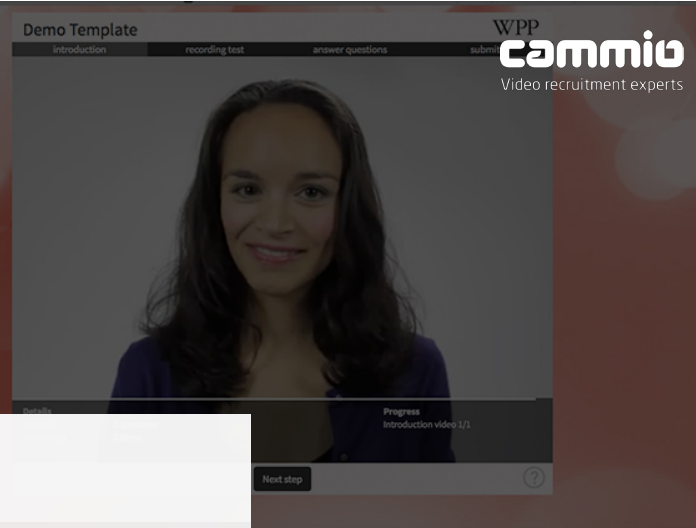 Demo Template
WPP
introduction
recording test
answer questions
submit
cammio
Video recruitment experts
Details
Progress
Introduction video 1/1
Next step
?